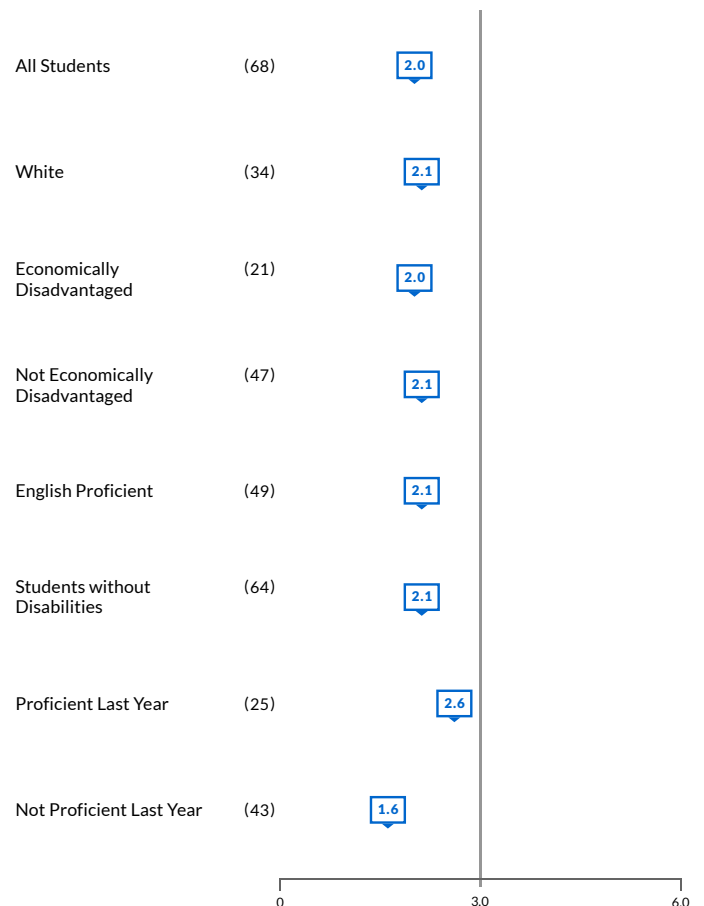 All Students (68) 2.0
White (34) 2.1
Economically (21) 2.0
Disadvantaged
Not Economically (47) 2.1
Disadvantaged
English Proficient (49) 2.1
Students without (64) 2.1
Disabilities
Proficient Last Year (25) 2.6
Not Proficient Last Year (43) 1.6
0 3.0 6.0